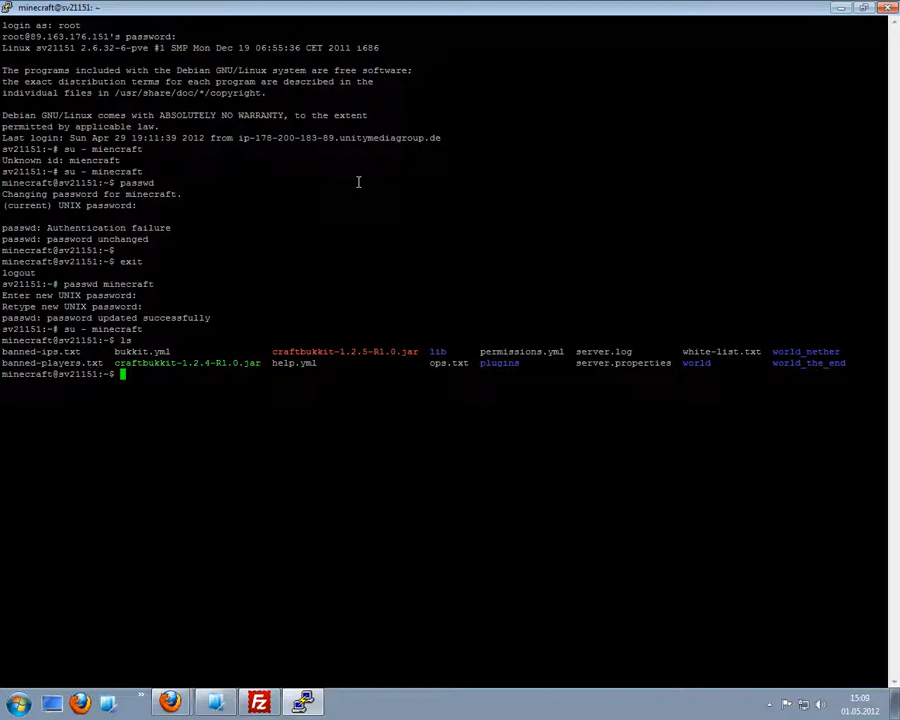 minecraft@sv21151: ~
login as: root
root@89.163.176.151's password:
Linux sv21151 2.6.32-6-pve #1 SMP Mon Dec 19 06:55:36 CET 2011 i686
The programs included with the Debian GNU/Linux system are free software;
the exact distribution terms for each program are described in the
individual files in /usr/share/doc/*/copyright.
Debian GNU/Linux comes with ABSOLUTELY NO WARRANTY, to the extent
permitted by applicable law.
Last login: Sun Apr 29 19:11:39 2012 from ip-178-200-183-89.unitymediagroup.de
sv21151:~# su - miencraft
Unknown id: miencraft
sv21151:~# su - minecraft
minecraft@sv21151:~$ passwd
Changing password for minecraft.
(current) UNIX password:
passwd: Authentication failure
passwd: password unchanged
minecraft@sv21151:~$
minecraft@sv21151:~$ exit
logout
sv21151:~# passwd minecraft
Enter new UNIX password:
Retype new UNIX password:
passwd: password updated successfully
sv21151:~# su - minecraft
minecraft@sv21151:~$ ls
banned-ips.txt bukkit.yml craftbukkit-1.2.5-R1.0.jar lib permissions.yml server.log white-list.txt world_nether
banned-players.txt craftbukkit-1.2.4-R1.0.jar help.yml ops.txt plugins server.properties world world_the_end
minecraft@sv21151:~$
15:09
01.05.2012